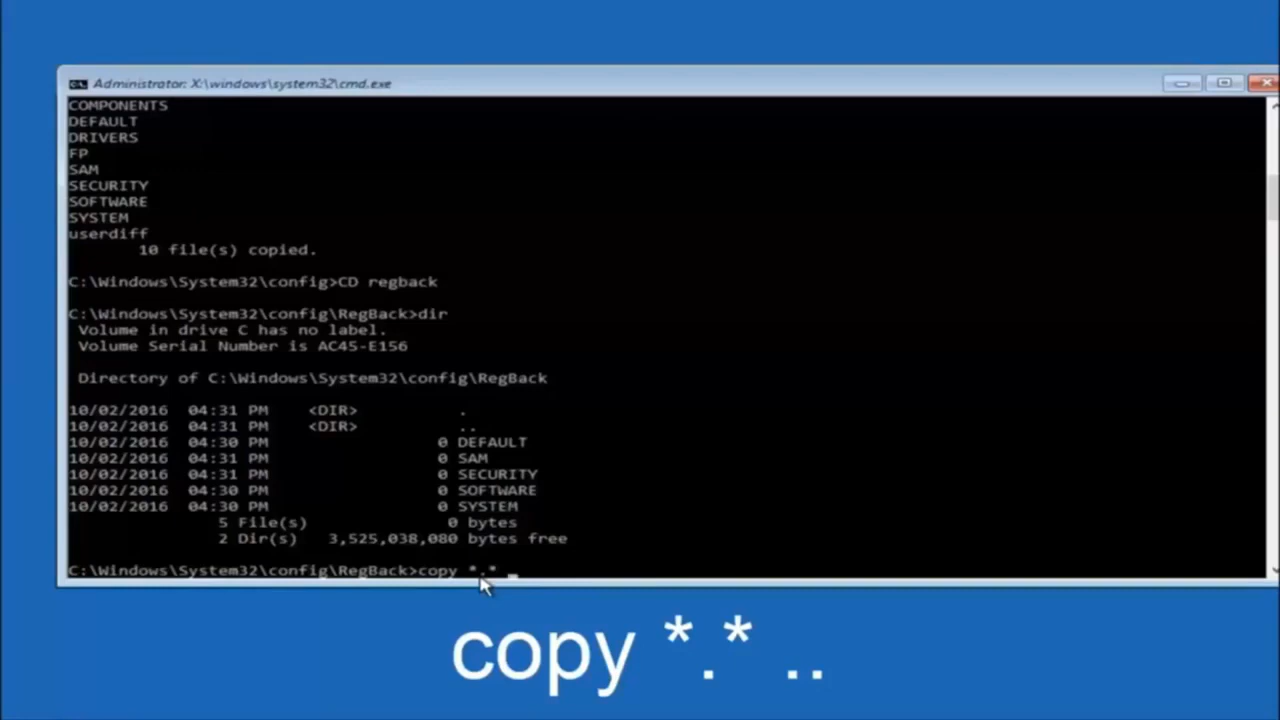 Administrator: X:\windows\system32\cmd.exe
COMPONENTS
DEFAULT
DRIVERS
FP
SAM
SECURITY
SOFTWARE
SYSTEM
userdiff
10 file(s) copied.
C:\Windows\System32\config>CD regback
C:\Windows\System32\config\RegBack>dir
Volume in drive C has no label.
Volume Serial Number is AC45-E156
Directory of C:\Windows\System32\config\RegBack
10/02/2016 04:31 PM <DIR> .
10/02/2016 04:31 PM <DIR> ..
10/02/2016 04:30 PM 0 DEFAULT
10/02/2016 04:31 PM 0 SAM
10/02/2016 04:31 PM 0 SECURITY
10/02/2016 04:30 PM 0 SOFTWARE
10/02/2016 04:30 PM 0 SYSTEM
5 File(s) 0 bytes
2 Dir(s) 3,525,038,080 bytes free
C:\Windows\System32\config\RegBack>copy *.* _
copy *.* ..